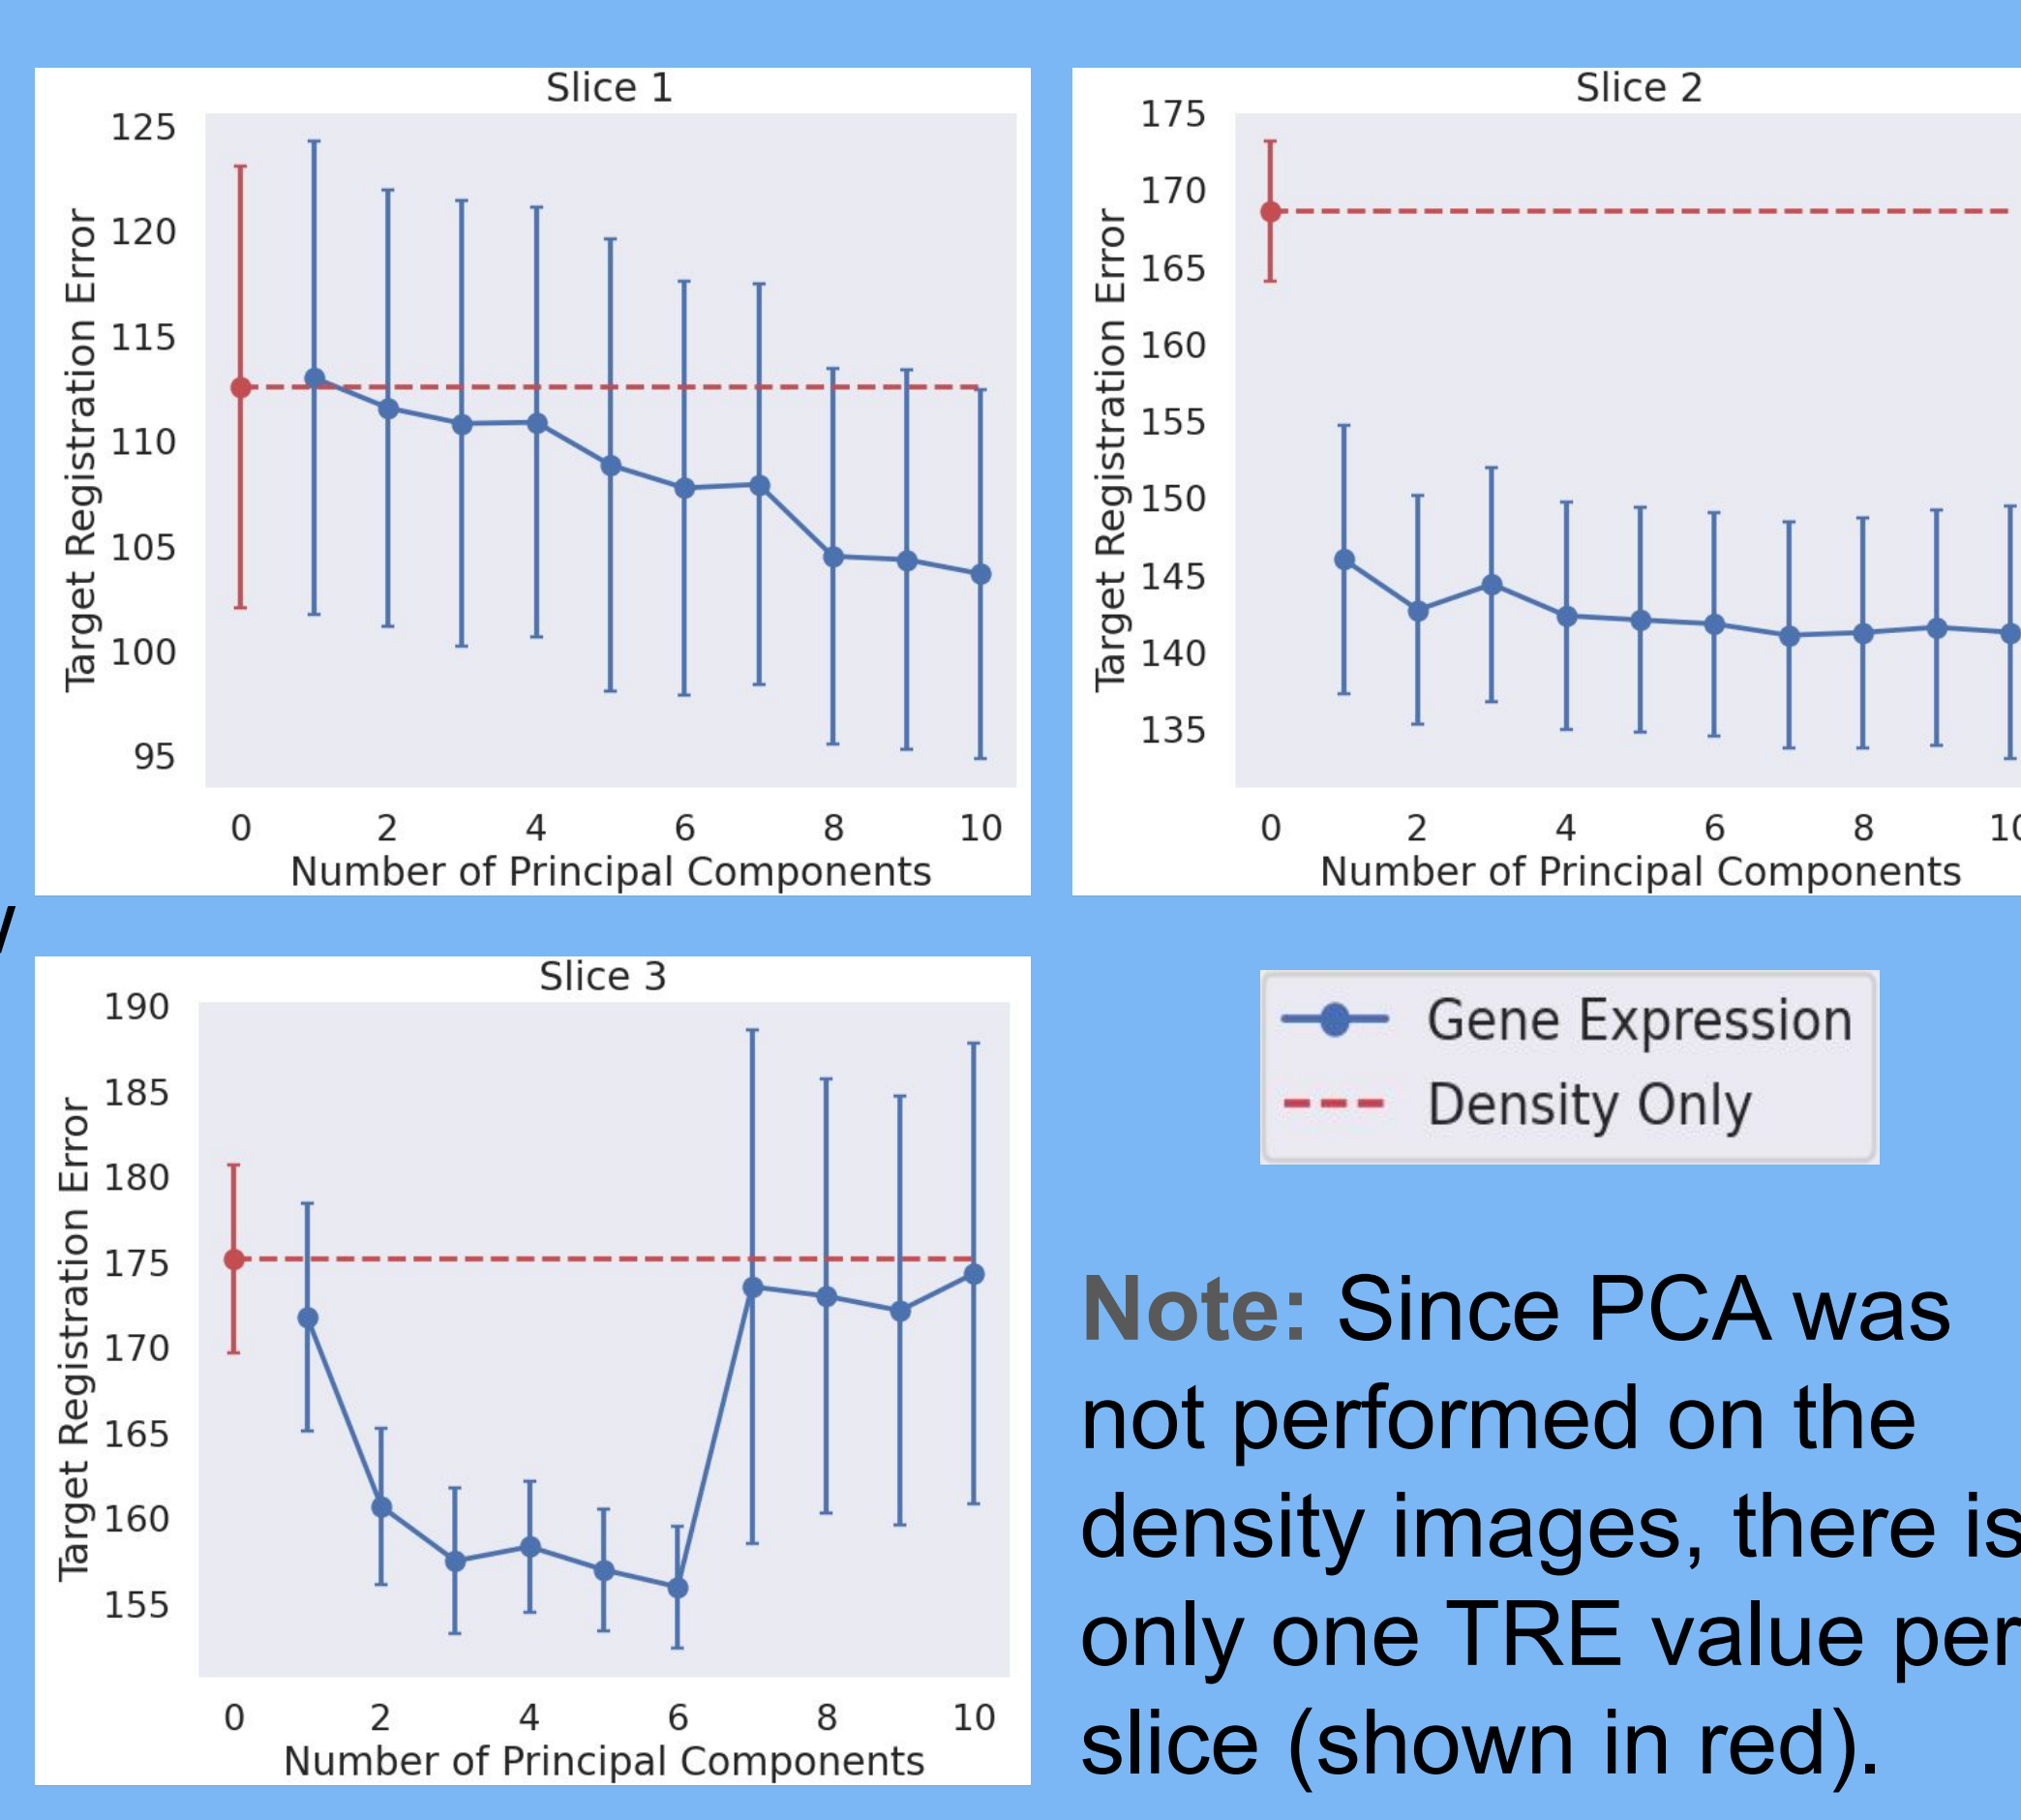 Slice 1
125
120
115
110
105
100
95
Target Registration Error
0 2 4 6 8 10
Number of Principal Components
Slice 2
175
170
165
160
155
150
145
140
135
Target Registration Error
0 2 4 6 8 10
Number of Principal Components
y
Slice 3
190
185
180
175
170
165
160
155
Target Registration Error
0 2 4 6 8 10
Number of Principal Components
Gene Expression
Density Only
Note: Since PCA was
not performed on the
density images, there is
only one TRE value per
slice (shown in red).